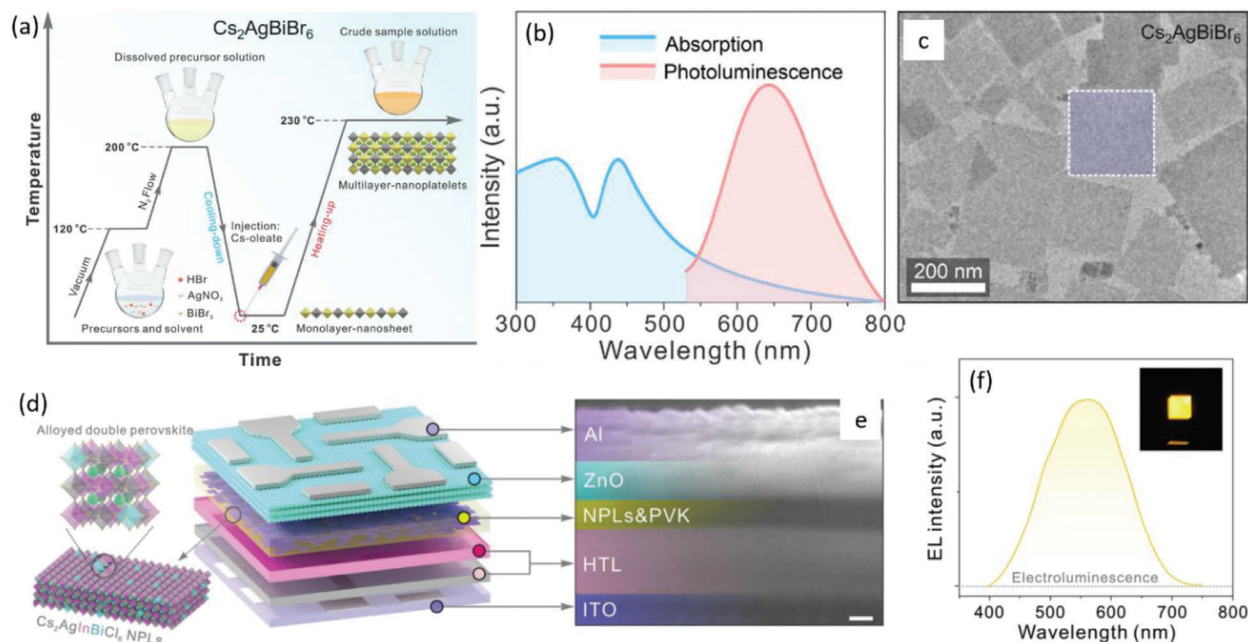 (a)
Cs₂AgBiBr₆
Dissolved precursor solution
Crude sample solution
Temperature
230 °C
200 °C
120 °C
25 °C
Vacuum
N₂ Flow
Cooling-down
Injection:
Cs-oleate
Heating-up
Multilayer-nanoplatelets
HBr
AgNO₃
BiBr₃
Precursors and solvent
Monolayer-nanosheet
Time
(b)
Absorption
Photoluminescence
Intensity (a.u.)
300 400 500 600 700 800
Wavelength (nm)
c
Cs₂AgBiBr₆
200 nm
(d)
Alloyed double perovskite
Cs₂AgInBiCl₆ NPLs
e
Al
ZnO
NPLs&PVK
HTL
ITO
(f)
EL intensity (a.u.)
Electroluminescence
400 500 600 700 800
Wavelength (nm)